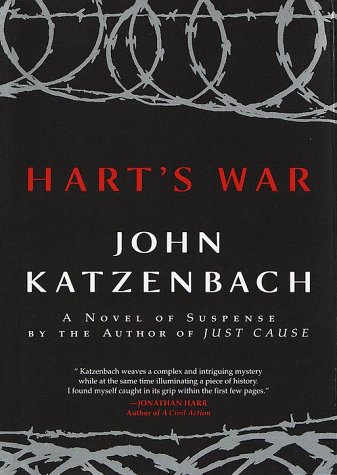 HART'S WAR
JOHN
KATZENBACH
A NOVEL OF SUSPENSE
BY THE AUTHOR OF JUST CAUSE
"Katzenbach weaves a complex and intriguing mystery
while at the same time illuminating a piece of history.
I found myself caught in its grip within the first few pages."
—JONATHAN HARR
Author of A Civil Action